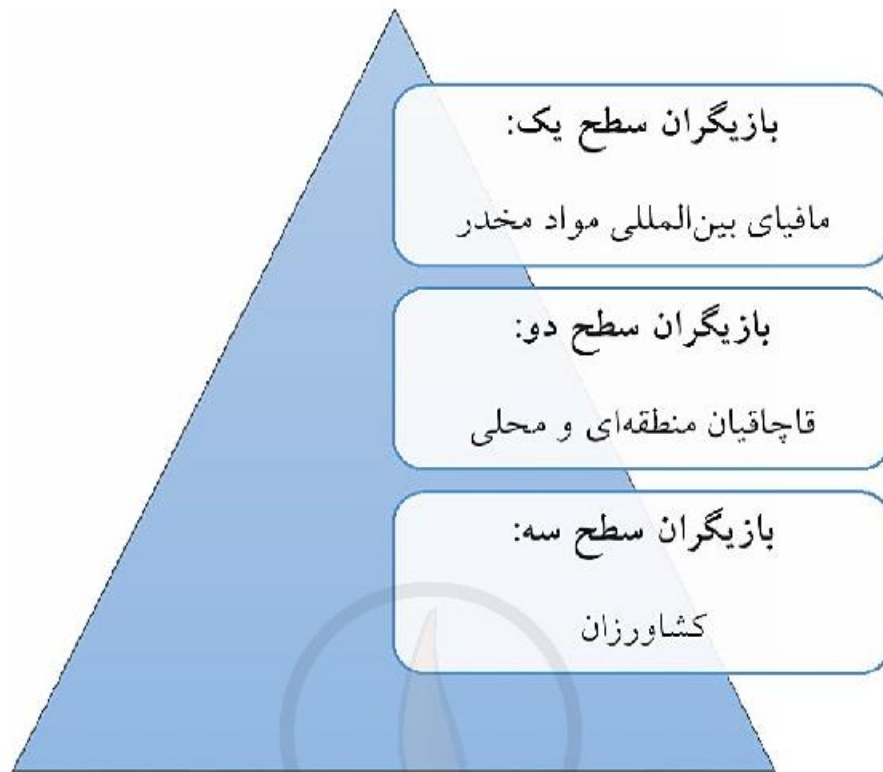 بازیگران سطح یک:
مافیای بین‌المللی مواد مخدر
بازیگران سطح دو:
قاچاقیان منطقه‌ای و محلی
بازیگران سطح سه:
کشاورزان